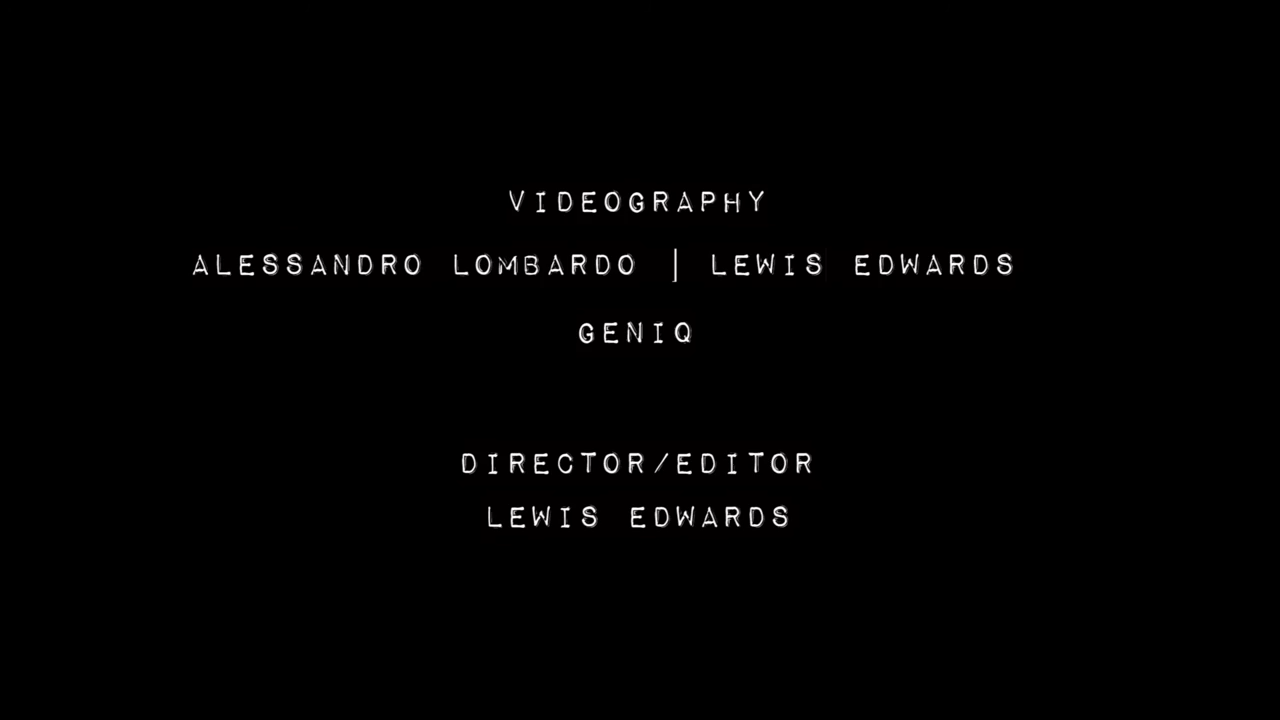 VIDEOGRAPHY
ALESSANDRO LOMBARDO | LEWIS EDWARDS
GENIQ
DIRECTOR/EDITOR
LEWIS EDWARDS